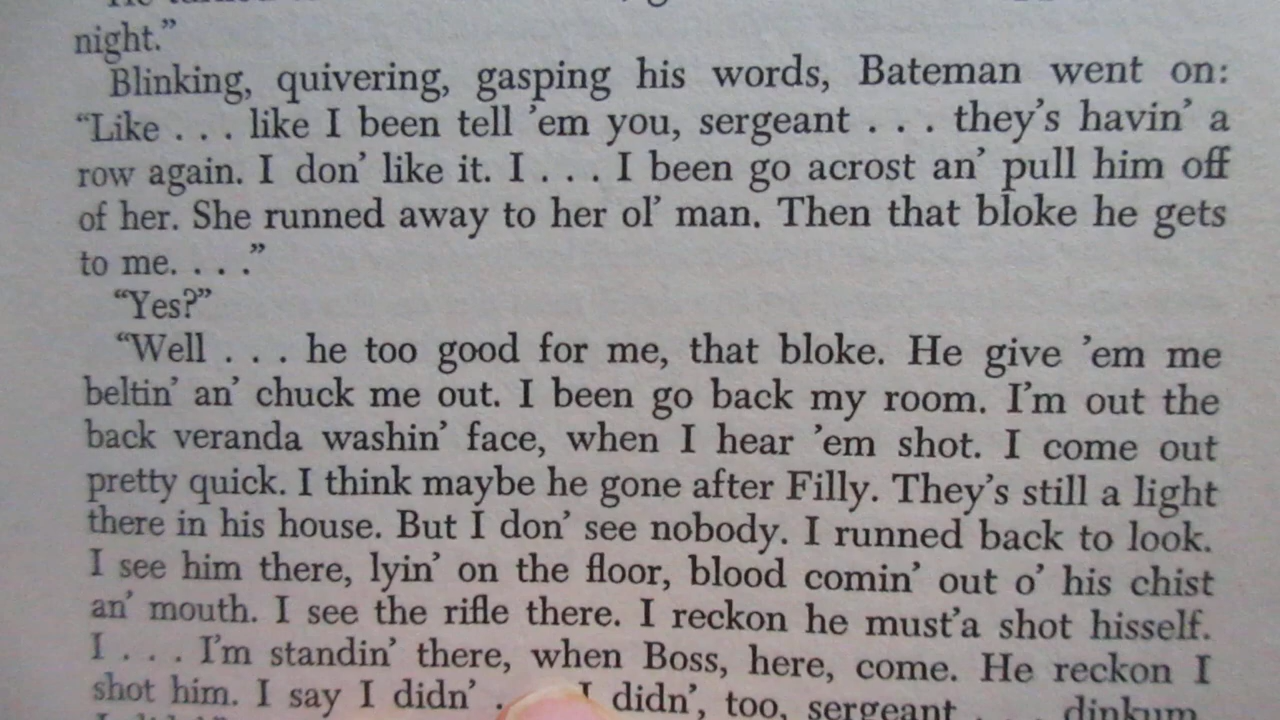 night.”
Blinking, quivering, gasping his words, Bateman went on:
“Like . . . like I been tell ’em you, sergeant . . . they’s havin’ a
row again. I don’ like it. I . . . I been go acrost an’ pull him off
of her. She runned away to her ol’ man. Then that bloke he gets
to me. . . .”
“Yes?”
“Well . . . he too good for me, that bloke. He give ’em me
beltin’ an’ chuck me out. I been go back my room. I’m out the
back veranda washin’ face, when I hear ’em shot. I come out
pretty quick. I think maybe he gone after Filly. They’s still a light
there in his house. But I don’ see nobody. I runned back to look.
I see him there, lyin’ on the floor, blood comin’ out o’ his chist
an’ mouth. I see the rifle there. I reckon he must’a shot hisself.
I . . . I’m standin’ there, when Boss, here, come. He reckon I
shot him. I say I didn’ . I didn’, too, sergeant . . . dinkum